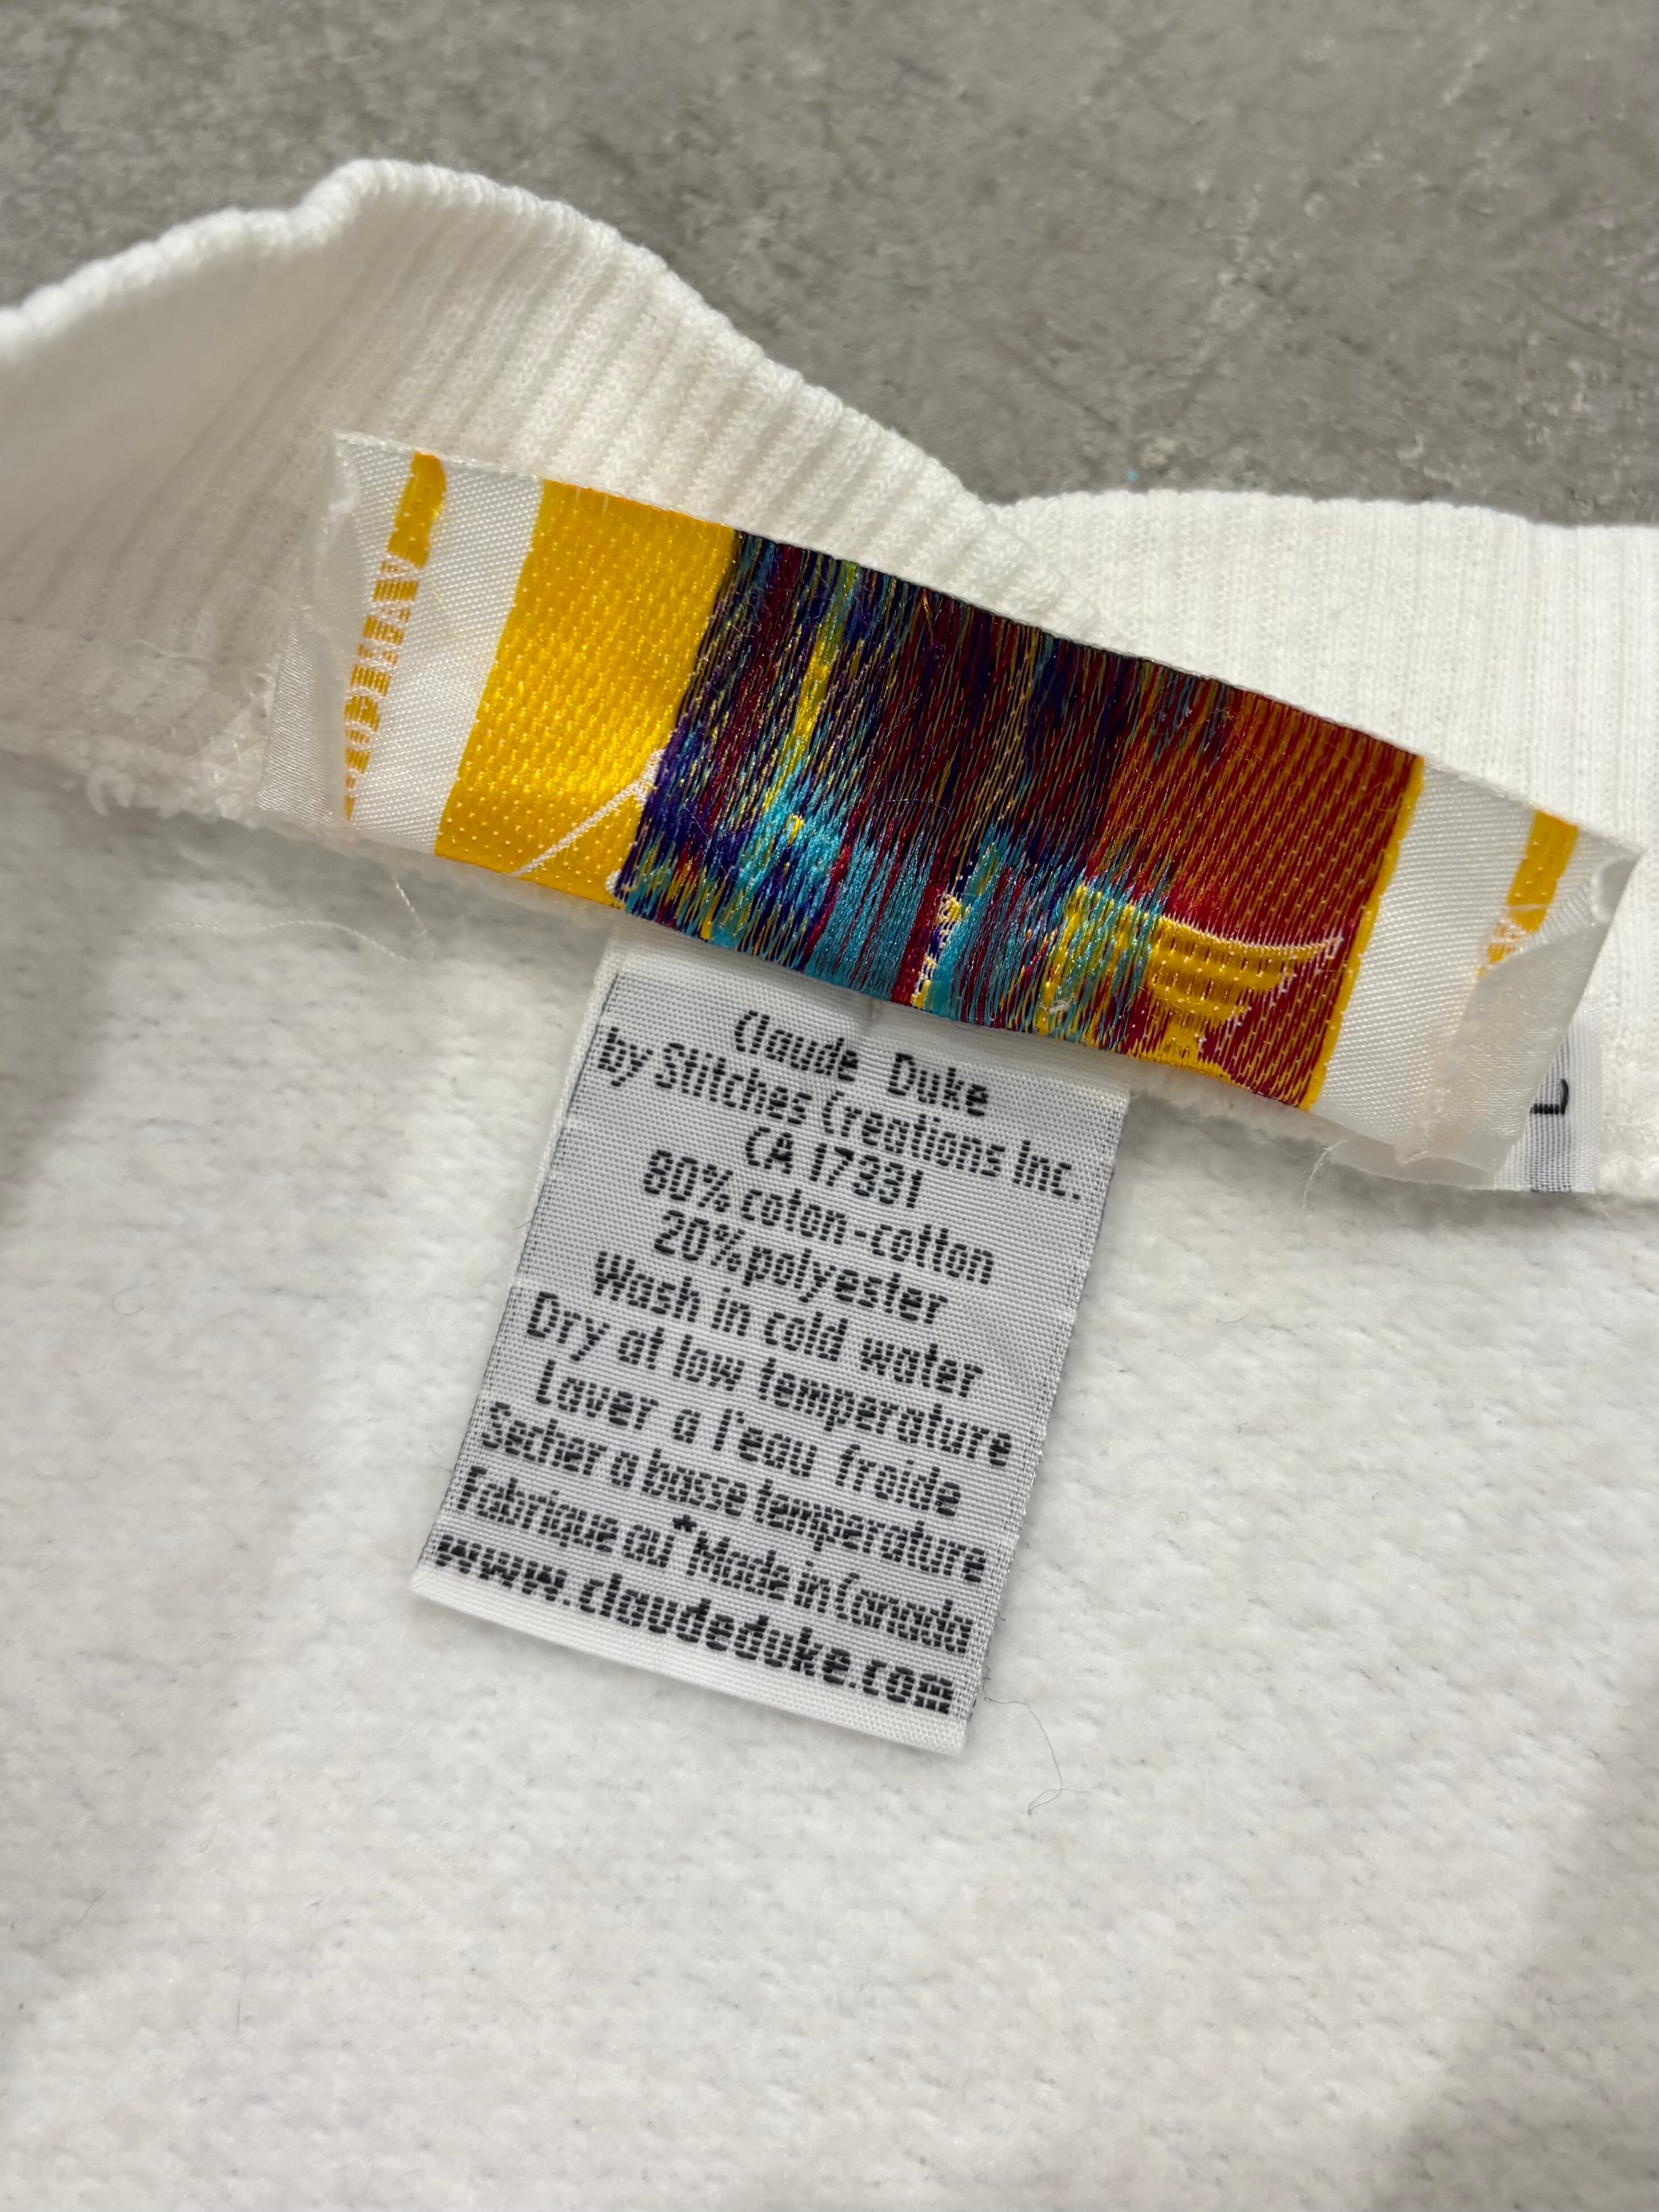 Claude Duke
by Stitches Creations Inc.
CA 17331
80% coton-cotton
20% polyester
Wash in cold water
Dry at low temperature
Laver a l'eau froide
Secher a basse temperature
Fabrique au*Made in Canada
www.claudeduke.com
L